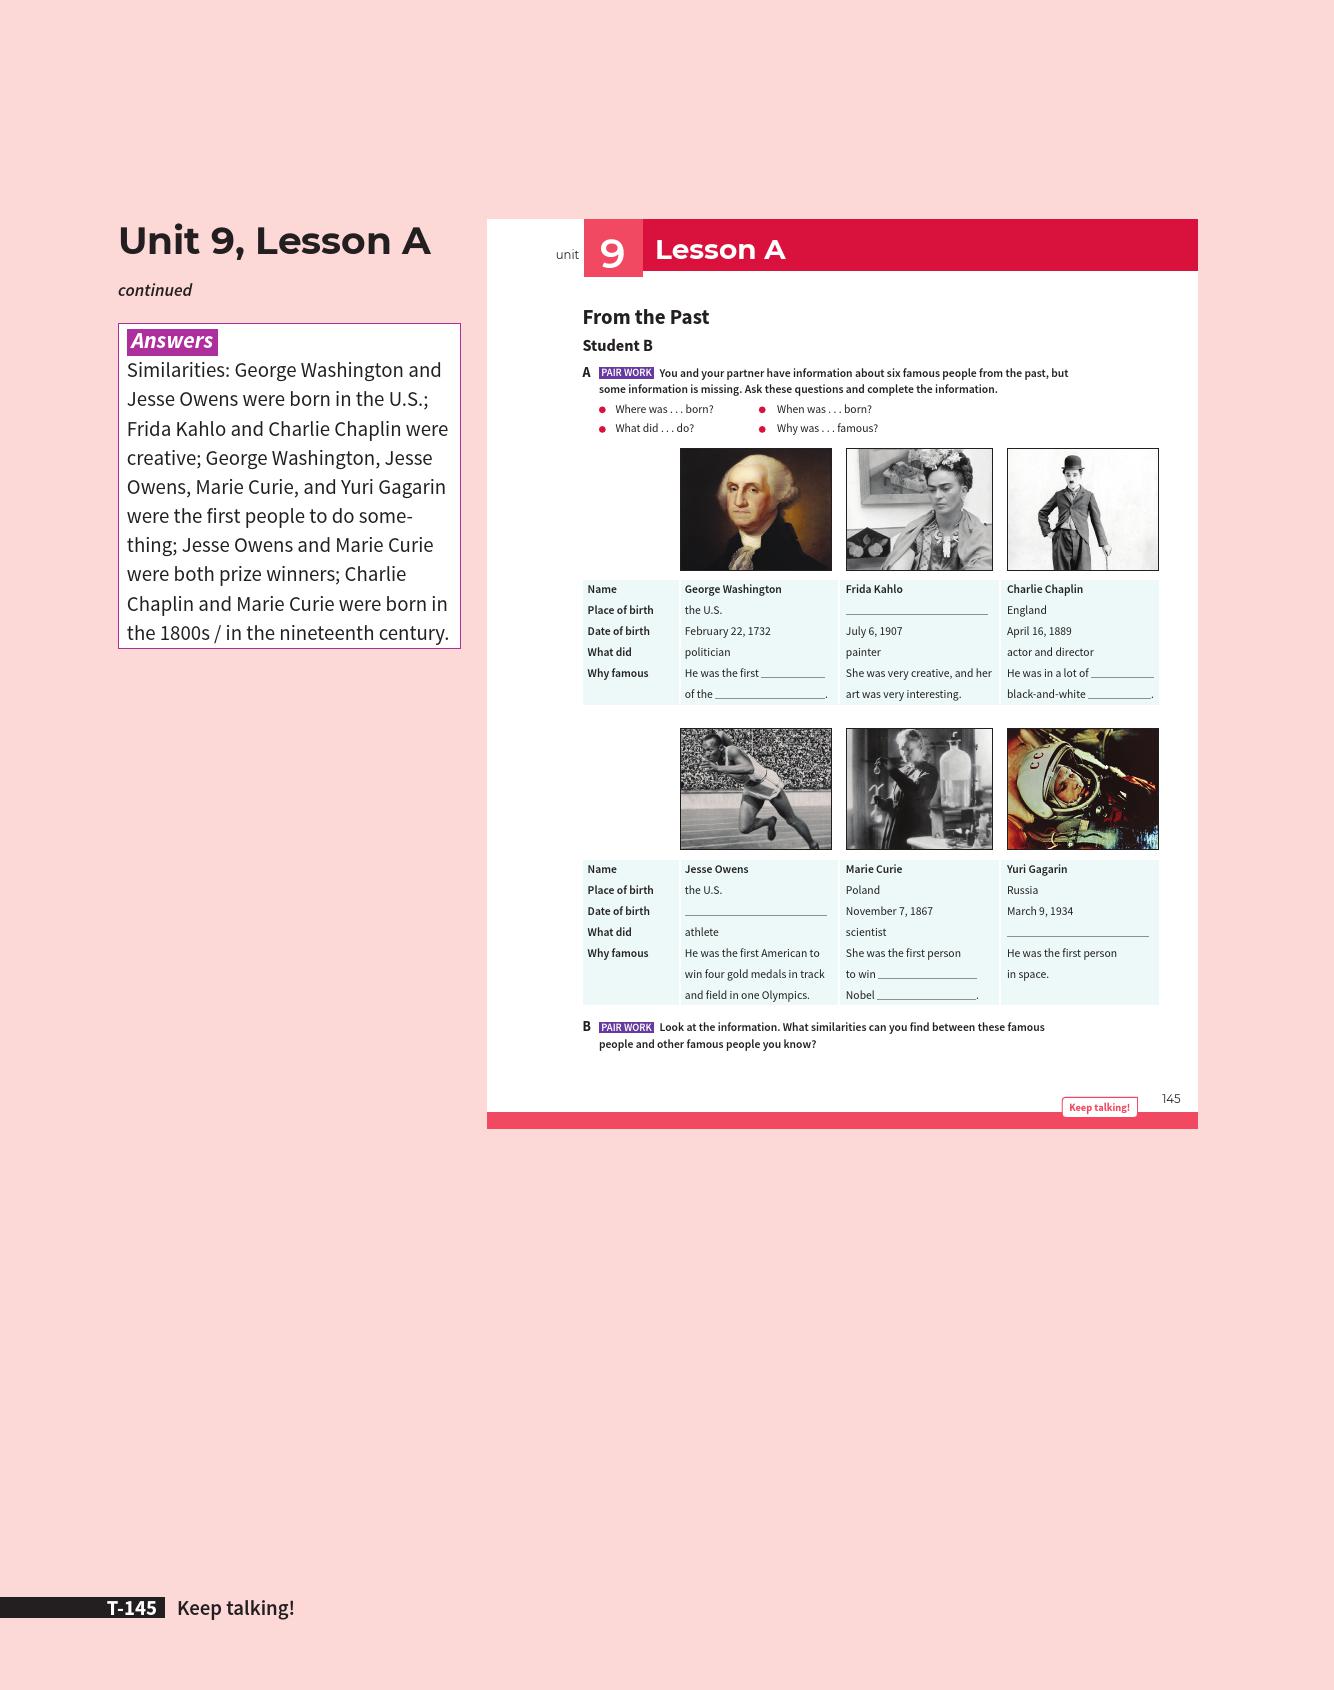 Unit 9, Lesson A
continued
Answers
Similarities: George Washington and
Jesse Owens were born in the U.S.;
Frida Kahlo and Charlie Chaplin were
creative; George Washington, Jesse
Owens, Marie Curie, and Yuri Gagarin
were the first people to do some-
thing; Jesse Owens and Marie Curie
were both prize winners; Charlie
Chaplin and Marie Curie were born in
the 1800s / in the nineteenth century.
unit 9 Lesson A
From the Past
Student B
A PAIR WORK You and your partner have information about six famous people from the past, but
some information is missing. Ask these questions and complete the information.
● Where was . . . born? ● When was . . . born?
● What did . . . do? ● Why was . . . famous?
Name George Washington Frida Kahlo Charlie Chaplin
Place of birth the U.S. ____________ England
Date of birth February 22, 1732 July 6, 1907 April 16, 1889
What did politician painter actor and director
Why famous He was the first ____________ She was very creative, and her He was in a lot of ____________
of the ____________. art was very interesting. black-and-white ____________.
CC
Name Jesse Owens Marie Curie Yuri Gagarin
Place of birth the U.S. Poland Russia
Date of birth ____________ November 7, 1867 March 9, 1934
What did athlete scientist ____________
Why famous He was the first American to She was the first person He was the first person
win four gold medals in track to win ____________ in space.
and field in one Olympics. Nobel ____________.
B PAIR WORK Look at the information. What similarities can you find between these famous
people and other famous people you know?
Keep talking! 145
T-145 Keep talking!